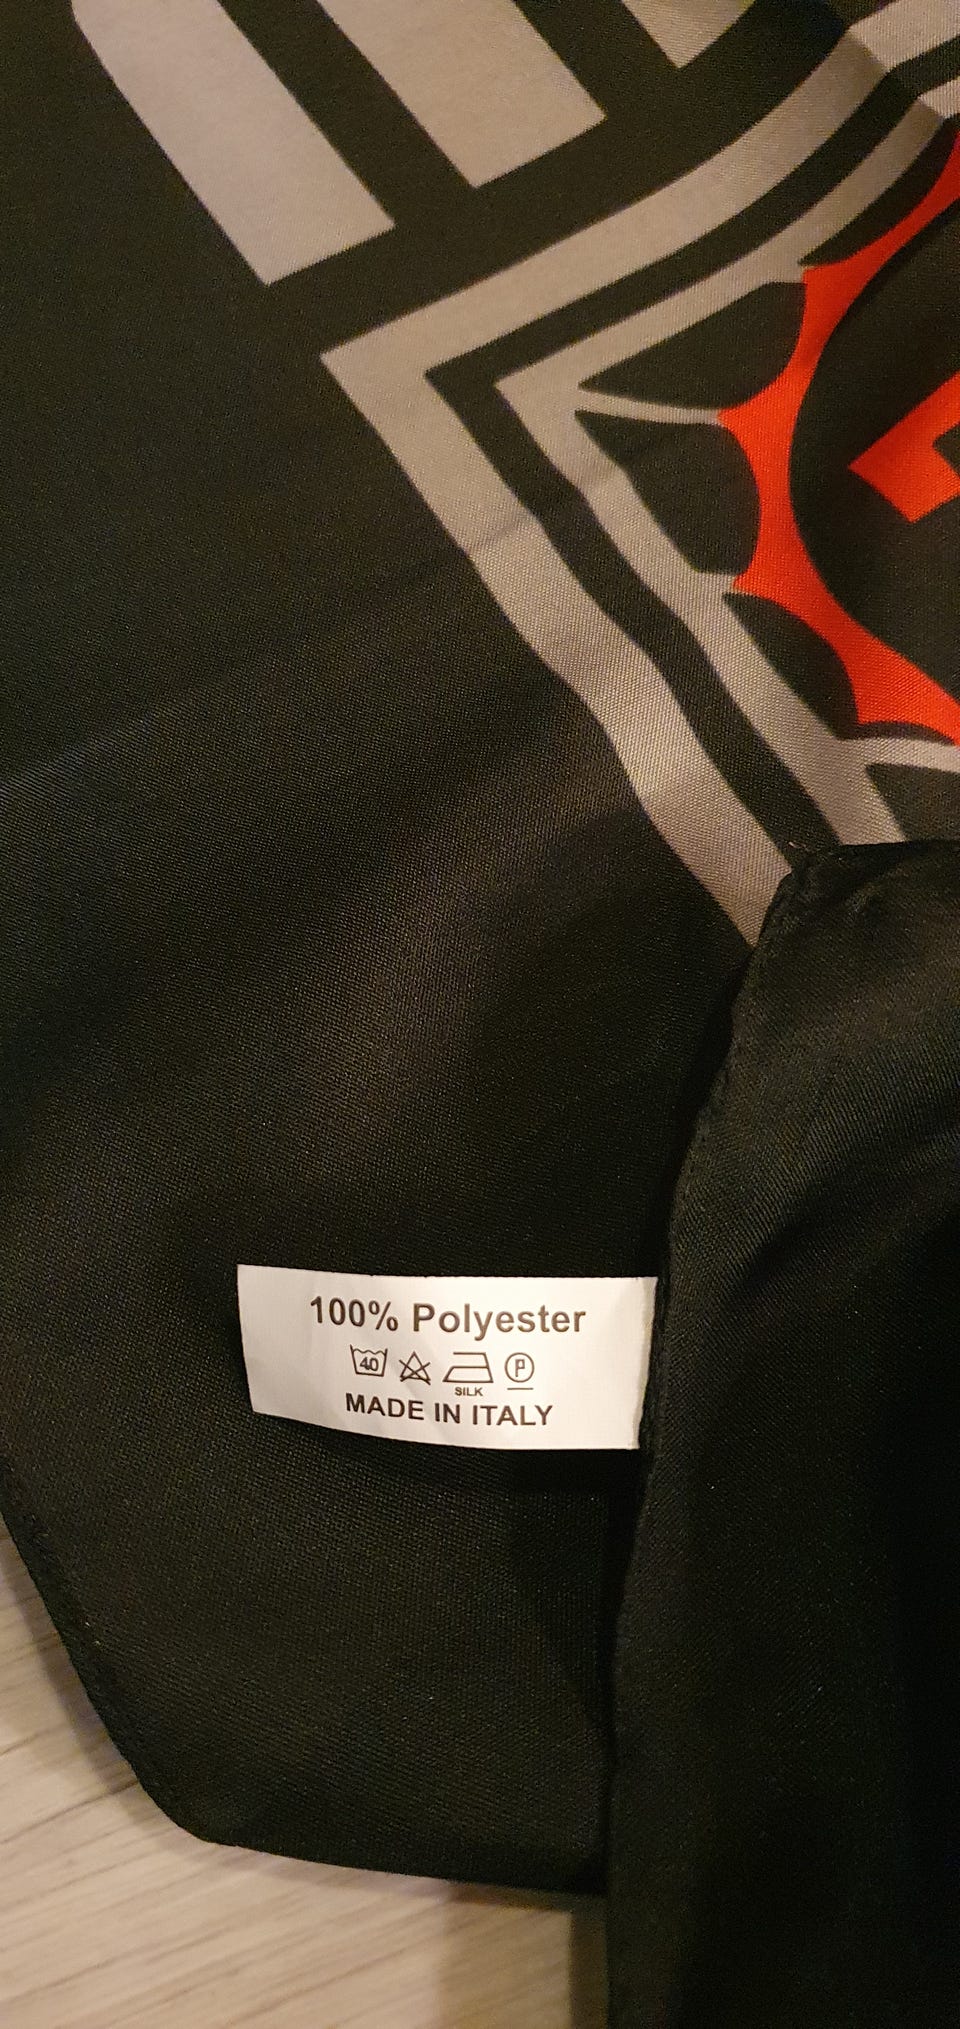 100% Polyester
40 P
SILK
MADE IN ITALY